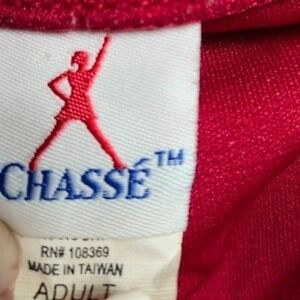 CHASSÉ™
RN# 108369
MADE IN TAIWAN
ADULT